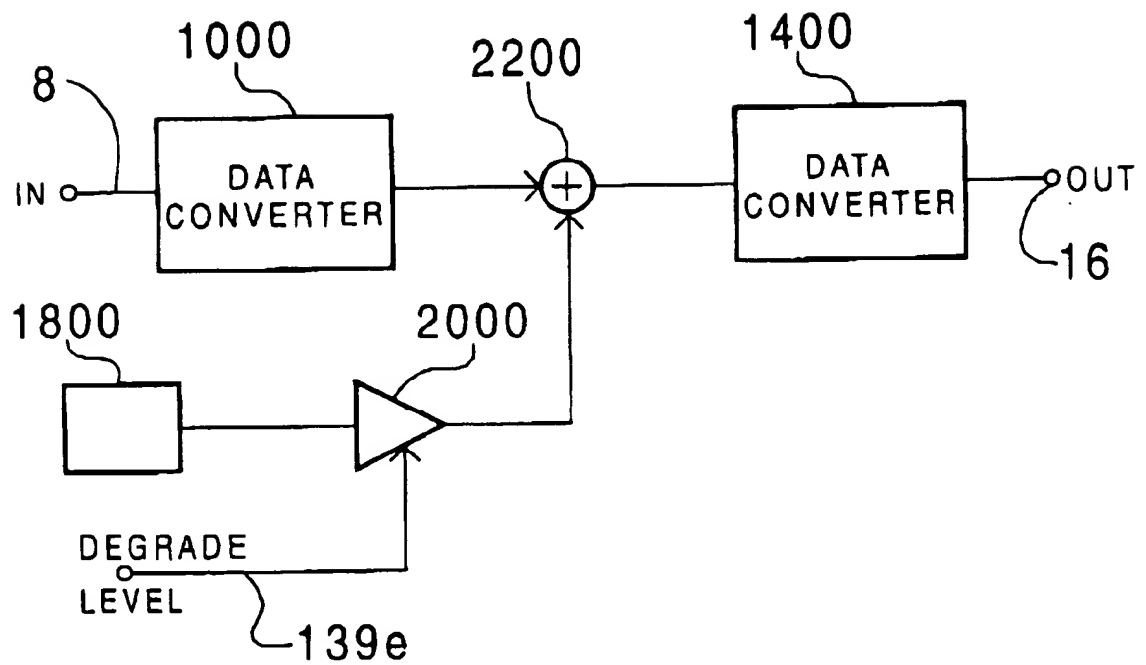 1000
2200
1400
8
IN
DATA
CONVERTER
+
DATA
CONVERTER
OUT
16
1800
2000
DEGRADE
LEVEL
139e